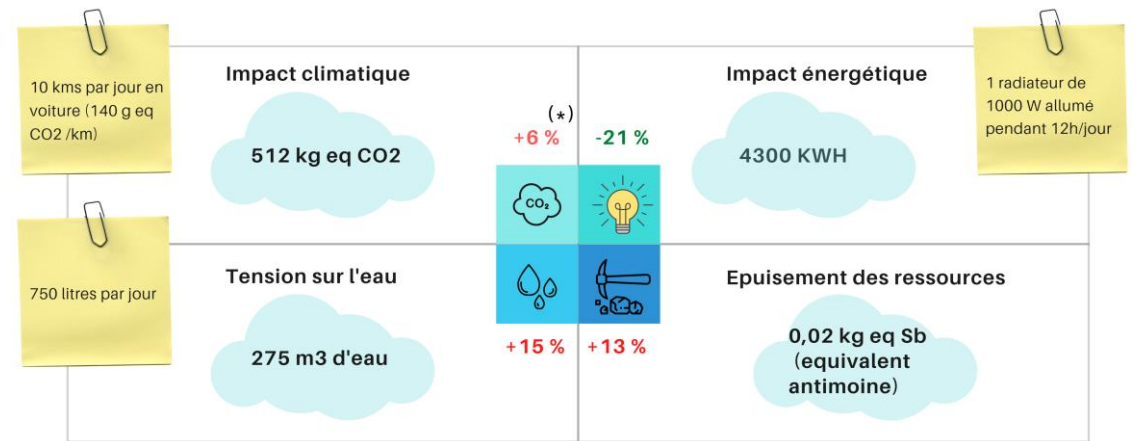 10 kms par jour en
voiture (140 g eq
CO2 /km)
Impact climatique
512 kg eq CO2
(*)
+6 %
-21 %
CO₂
Impact énergétique
4300 KWH
1 radiateur de
1000 W allumé
pendant 12h/jour
750 litres par jour
Tension sur l'eau
275 m3 d'eau
+15 %
+13 %
Epuisement des ressources
0,02 kg eq Sb
(equivalent
antimoine)